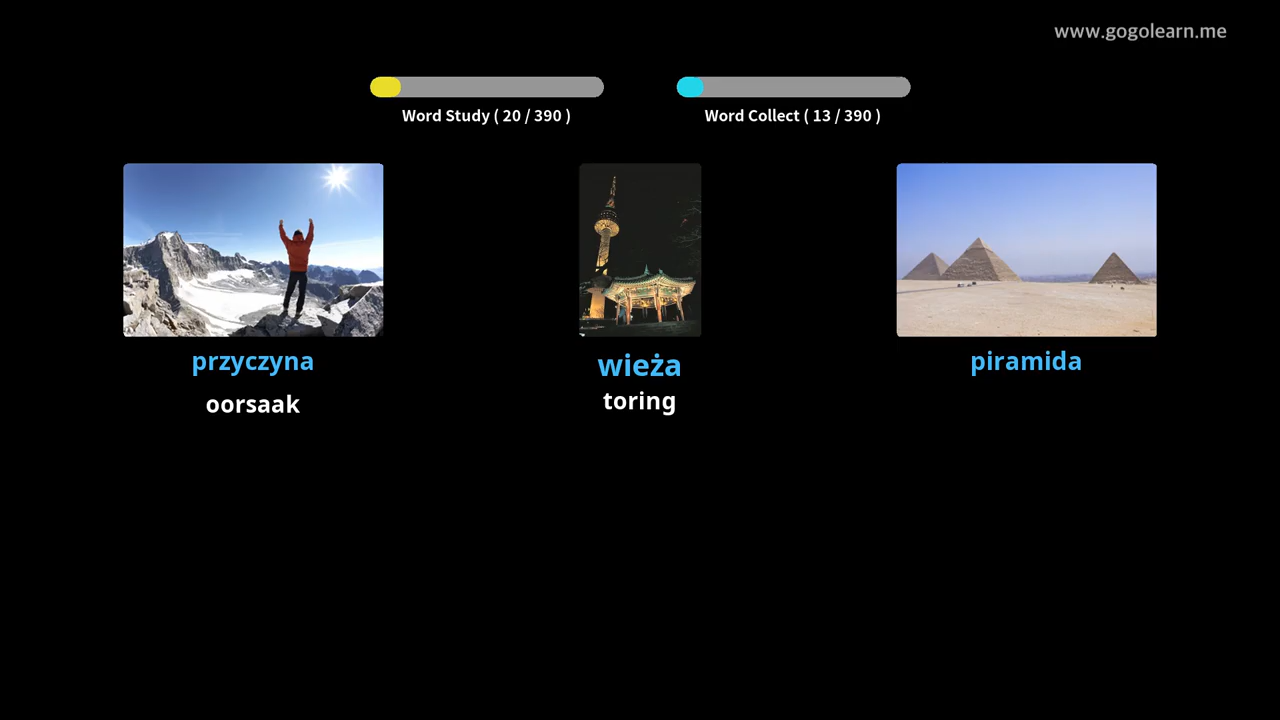 www.gogolearn.me
Word Study ( 20 / 390 )
Word Collect ( 13 / 390 )
przyczyna
wieża
piramida
oorsaak
toring